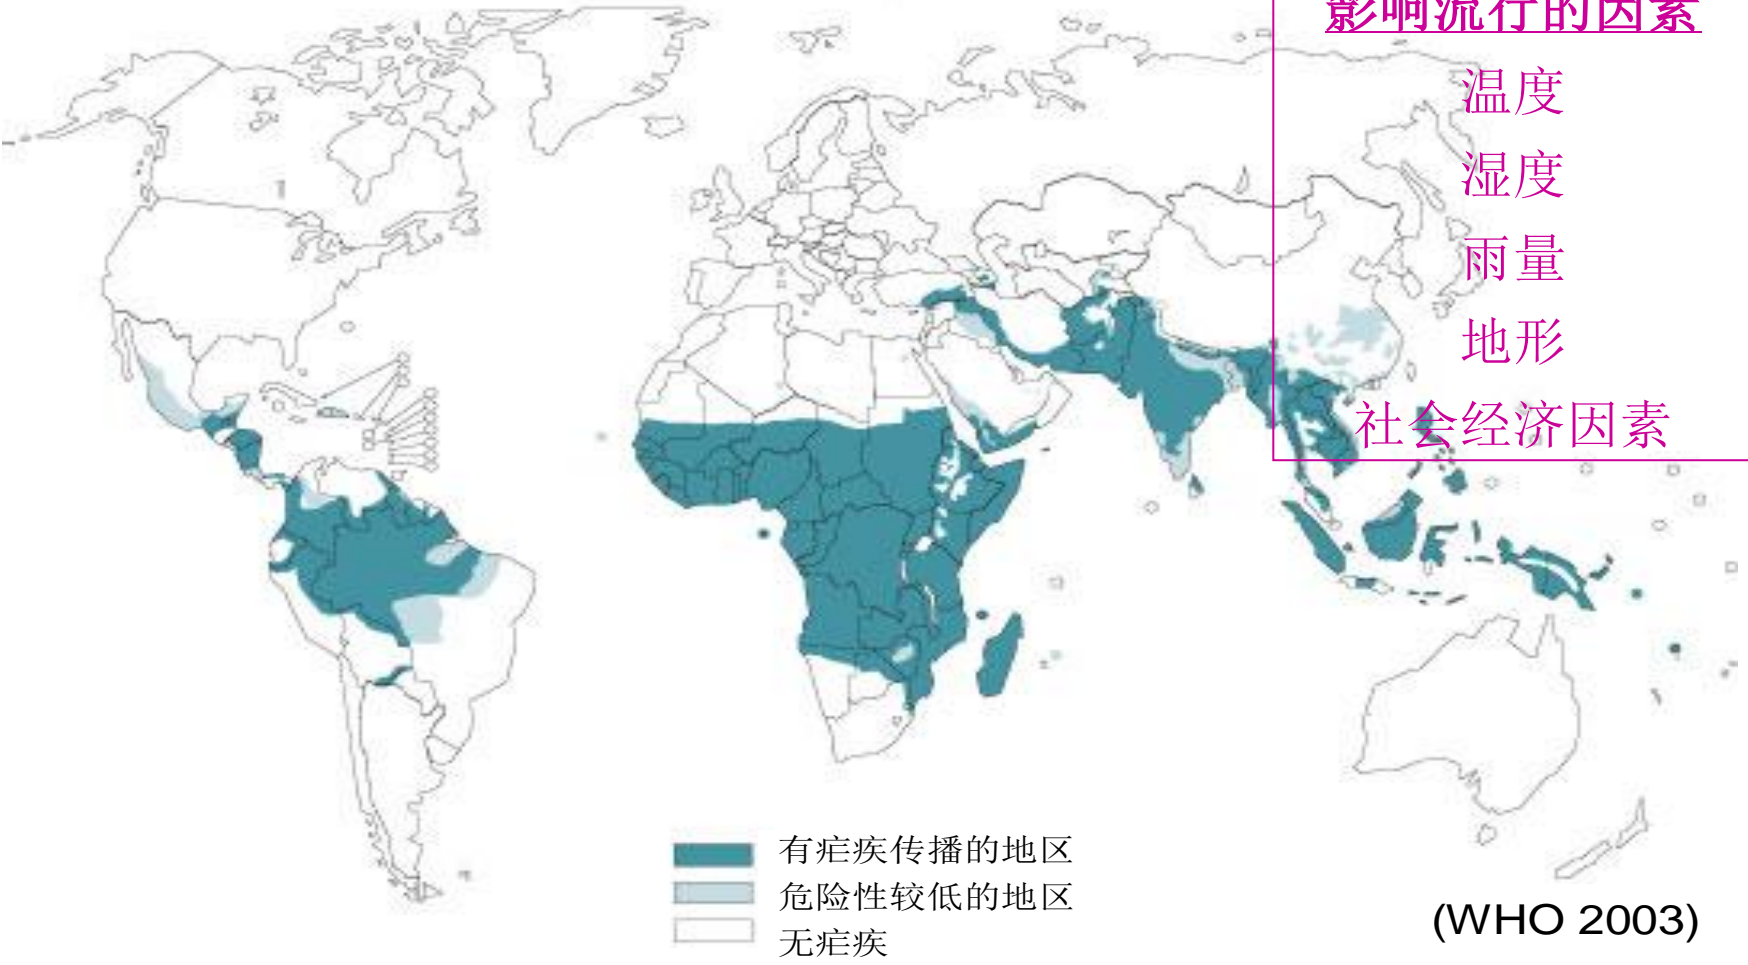 影响流行的因素
温度
湿度
雨量
地形
社会经济因素
有疟疾传播的地区
危险性较低的地区
无疟疾
(WHO 2003)